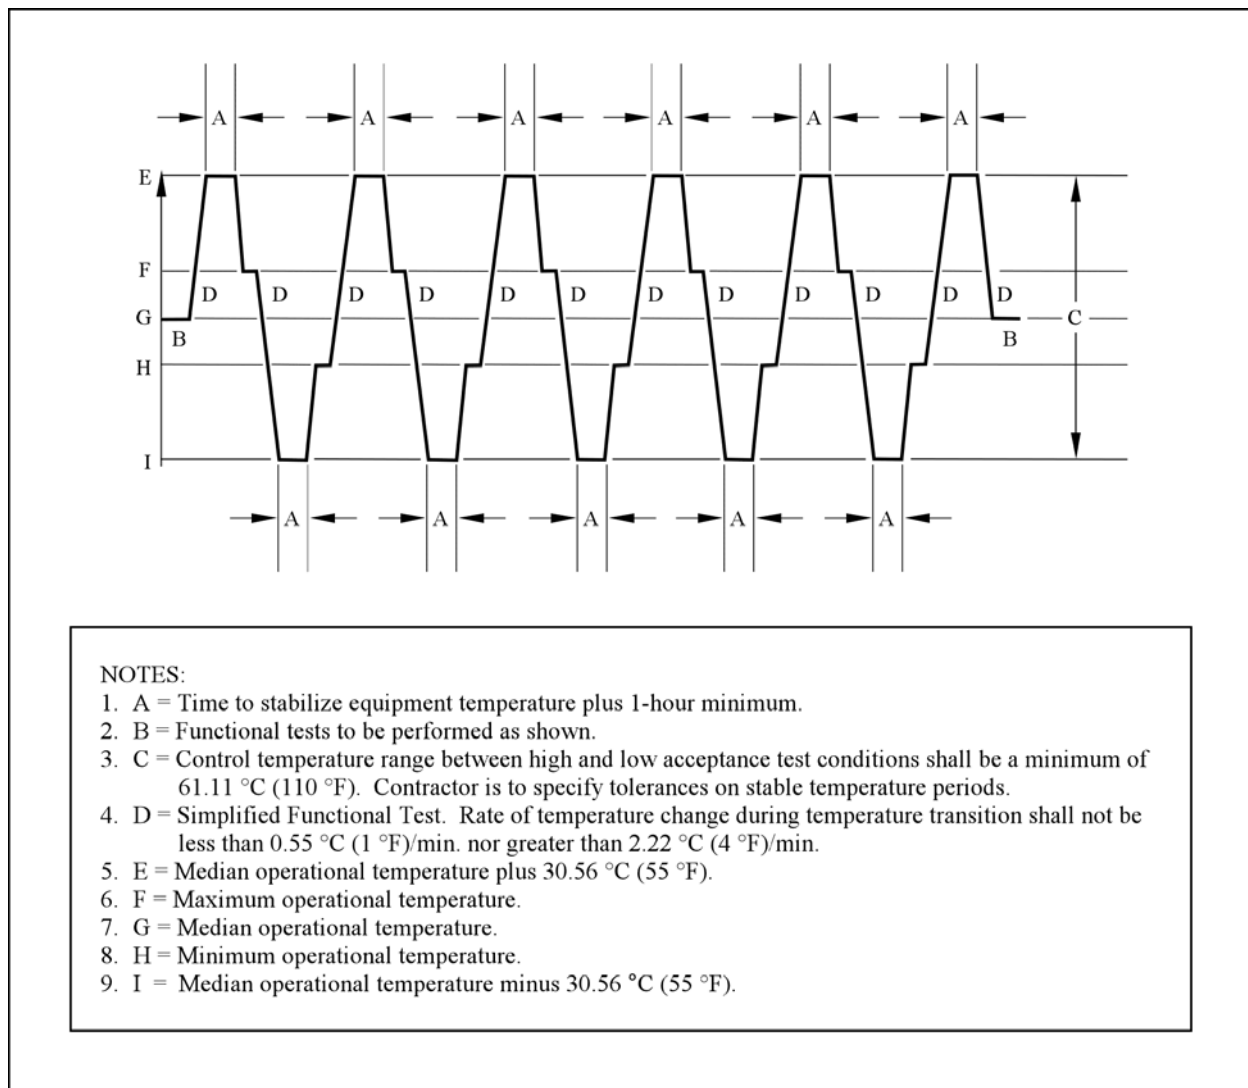 A A A A A A
E
F
D D D D D D D D D D D D
G C
B B
H
I
A A A A A
NOTES:
1. A = Time to stabilize equipment temperature plus 1-hour minimum.
2. B = Functional tests to be performed as shown.
3. C = Control temperature range between high and low acceptance test conditions shall be a minimum of
61.11 °C (110 °F). Contractor is to specify tolerances on stable temperature periods.
4. D = Simplified Functional Test. Rate of temperature change during temperature transition shall not be
less than 0.55 °C (1 °F)/min. nor greater than 2.22 °C (4 °F)/min.
5. E = Median operational temperature plus 30.56 °C (55 °F).
6. F = Maximum operational temperature.
7. G = Median operational temperature.
8. H = Minimum operational temperature.
9. I = Median operational temperature minus 30.56 °C (55 °F).